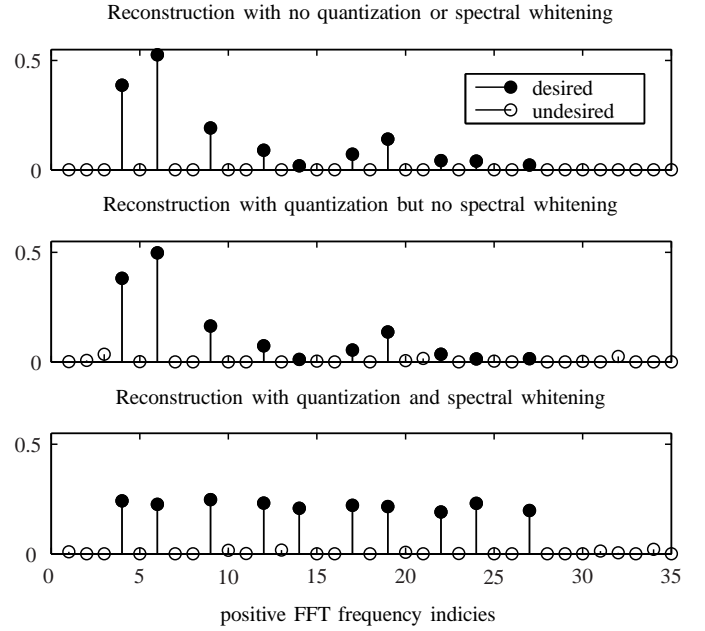 Reconstruction with no quantization or spectral whitening
0.5
desired
undesired
0
Reconstruction with quantization but no spectral whitening
0.5
0
Reconstruction with quantization and spectral whitening
0.5
0
0 5 10 15 20 25 30 35
positive FFT frequency indicies